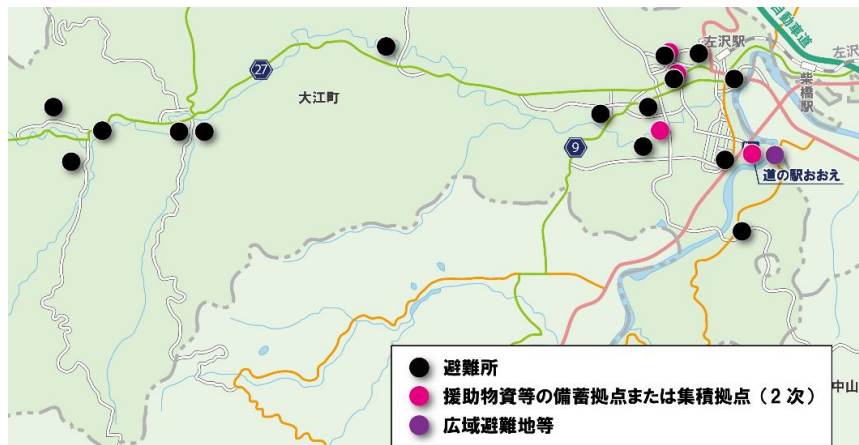 自動車道
左沢駅
柴橋駅
27
大江町
9
道の駅おおえ
避難所
援助物資等の備蓄拠点または集積拠点（2次）
広域避難地等
中山